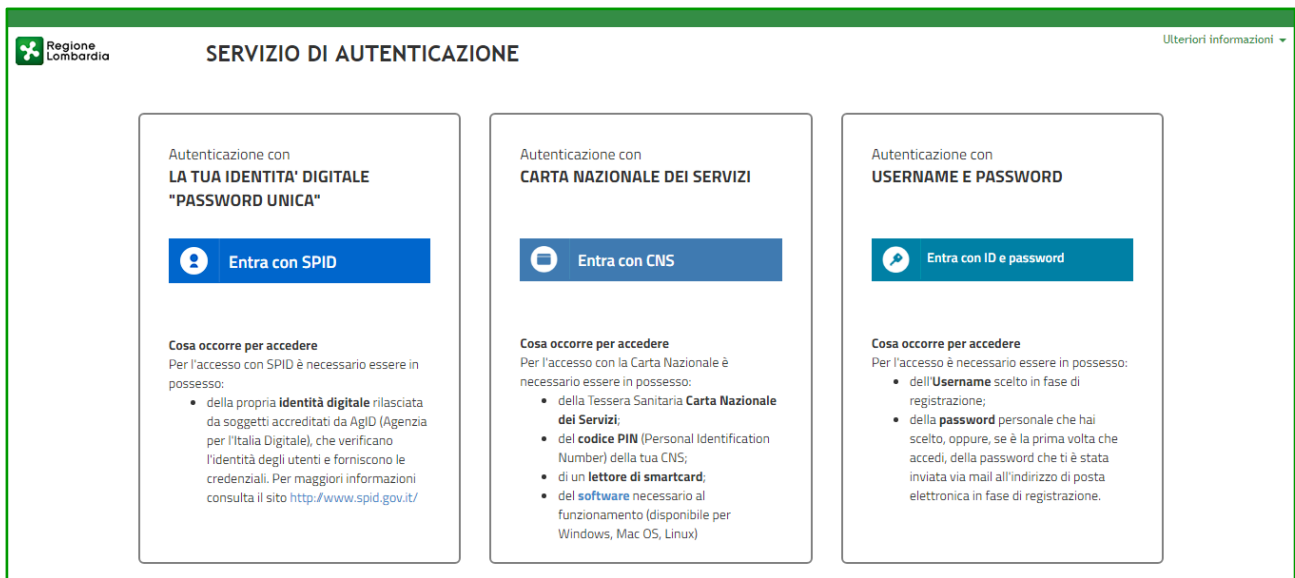 Regione
Lombardia
SERVIZIO DI AUTENTICAZIONE
Ulteriori informazioni
Autenticazione con
LA TUA IDENTITA' DIGITALE
"PASSWORD UNICA"
Entra con SPID
Cosa occorre per accedere
Per l'accesso con SPID è necessario essere in
possesso:
• della propria identità digitale rilasciata
da soggetti accreditati da AgID (Agenzia
per l'Italia Digitale), che verificano
l'identità degli utenti e forniscono le
credenziali. Per maggiori informazioni
consulta il sito http://www.spid.gov.it/
Autenticazione con
CARTA NAZIONALE DEI SERVIZI
Entra con CNS
Cosa occorre per accedere
Per l'accesso con la Carta Nazionale è
necessario essere in possesso:
• della Tessera Sanitaria Carta Nazionale
dei Servizi;
• del codice PIN (Personal Identification
Number) della tua CNS;
• di un lettore di smartcard;
• del software necessario al
funzionamento (disponibile per
Windows, Mac OS, Linux)
Autenticazione con
USERNAME E PASSWORD
Entra con ID e password
Cosa occorre per accedere
Per l'accesso è necessario essere in possesso:
• dell'Username scelto in fase di
registrazione;
• della password personale che hai
scelto, oppure, se è la prima volta che
accedi, della password che ti è stata
inviata via mail all'indirizzo di posta
elettronica in fase di registrazione.